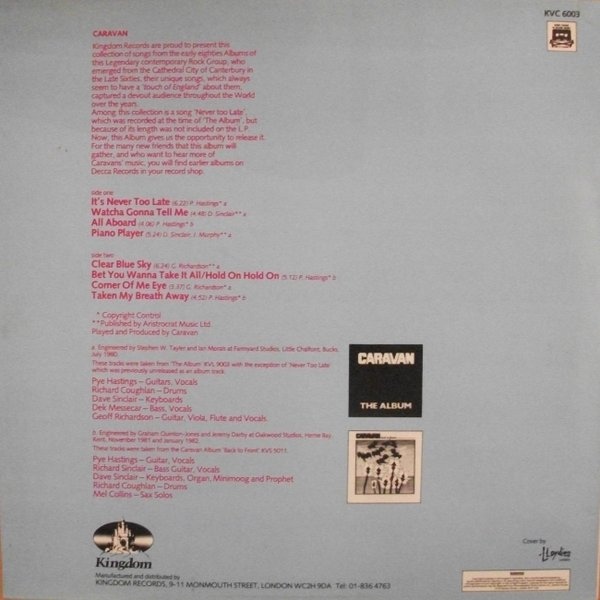 KVC 6003
CARAVAN
Kingdom Records are proud to present this
collection of songs from the early eighties Albums of
this Legendary contemporary Rock Group, who
emerged from the Cathedral City of Canterbury in
the Late Sixties, their unique songs, which always
seem to have a 'touch of England' about them,
captured a devout audience throughout the World
over the years.
Among this collection is a song 'Never too Late',
which was recorded at the time of 'The Album', but
because of its length was not included on the L.P.
Now, this Album gives us the opportunity to release it.
For the many new friends that this album will
gather, and who want to hear more of
Caravans' music, you will find earlier albums on
Decca Records in your record shop.
side one
It's Never Too Late (6.22) P. Hastings* a
Watcha Gonna Tell Me (4:48) D. Sinclair** a
All Aboard (4.06) P. Hastings* b
Piano Player (5.24) D. Sinclair, J. Murphy** a
side two
Clear Blue Sky (6.24) G. Richardson** a
Bet You Wanna Take It All/Hold On Hold On (5.12) P. Hastings* b
Corner Of Me Eye (3.37) G. Richardson* a
Taken My Breath Away (4.52) P. Hastings* b
* Copyright Control
**Published by Aristocrat Music Ltd.
Played and Produced by Caravan
a. Engineered by Stephen W. Tayler and Ian Morais at Farmyard Studios, Little Chalfont, Bucks,
July 1980.
These tracks were taken from 'The Album' KVL 9003 with the exception of 'Never Too Late'
which was previously unreleased as an album track.
Pye Hastings – Guitars, Vocals
Richard Coughlan – Drums
Dave Sinclair – Keyboards
Dek Messecar – Bass, Vocals
Geoff Richardson – Guitar, Viola, Flute and Vocals.
CARAVAN
THE ALBUM
b. Engineered by Graham Quinton-Jones and Jeremy Darby at Oakwood Studios, Herne Bay,
Kent, November 1981 and January 1982.
These tracks were taken from the Caravan Album 'Back to Front' KVS 5011.
Pye Hastings – Guitar, Vocals
Richard Sinclair – Bass Guitar, Vocals
Dave Sinclair – Keyboards, Organ, Minimoog and Prophet
Richard Coughlan – Drums
Mel Collins – Sax Solos
CARAVAN
Kingdom
Manufactured and distributed by
KINGDOM RECORDS, 9-11 MONMOUTH STREET, LONDON WC2H 9DA Tel: 01-836 4763
Cover by